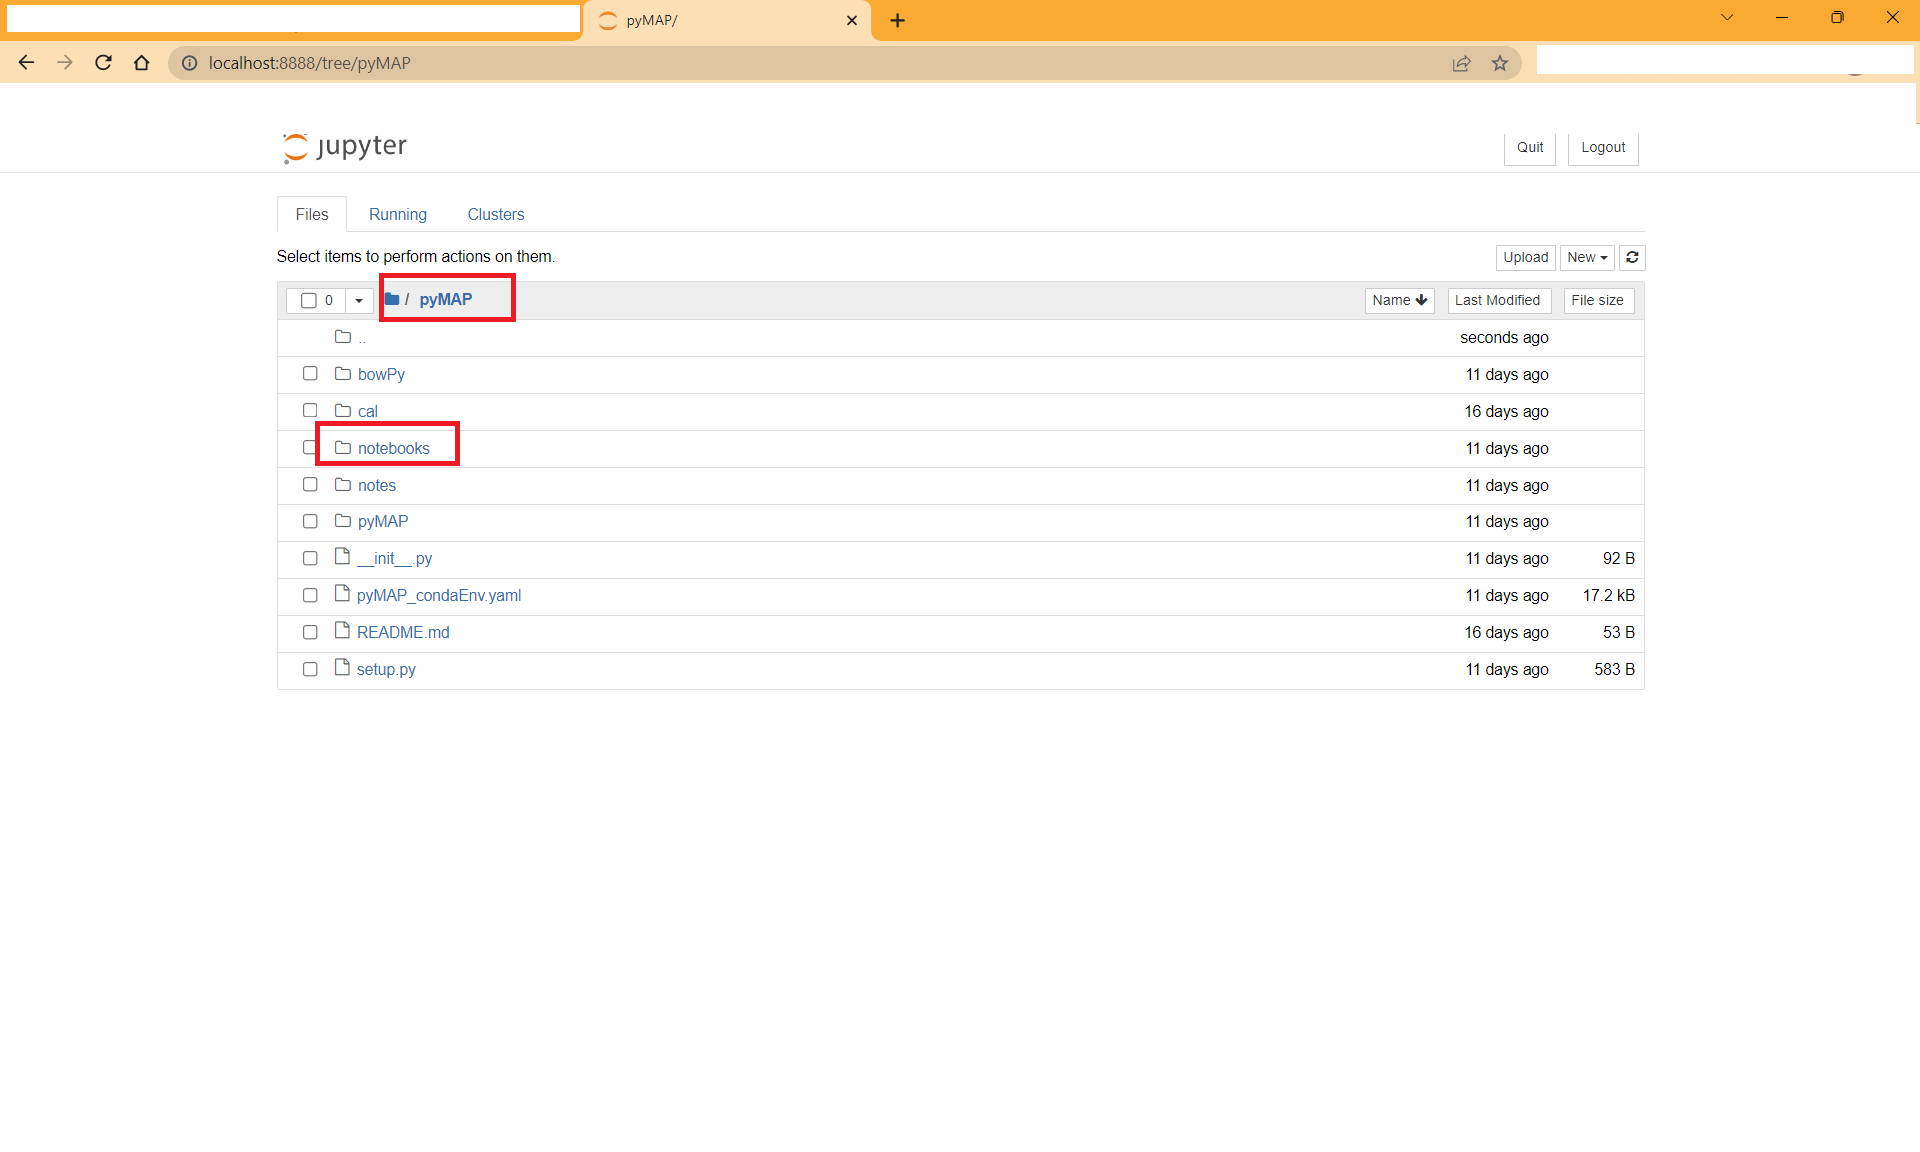 pyMAP/
localhost:8888/tree/pyMAP
jupyter
Quit Logout
Files Running Clusters
Select items to perform actions on them.
Upload New
0 / pyMAP Name Last Modified File size
.. seconds ago
bowPy 11 days ago
cal 16 days ago
notebooks 11 days ago
notes 11 days ago
pyMAP 11 days ago
__init__.py 11 days ago 92 B
pyMAP_condaEnv.yaml 11 days ago 17.2 kB
README.md 16 days ago 53 B
setup.py 11 days ago 583 B